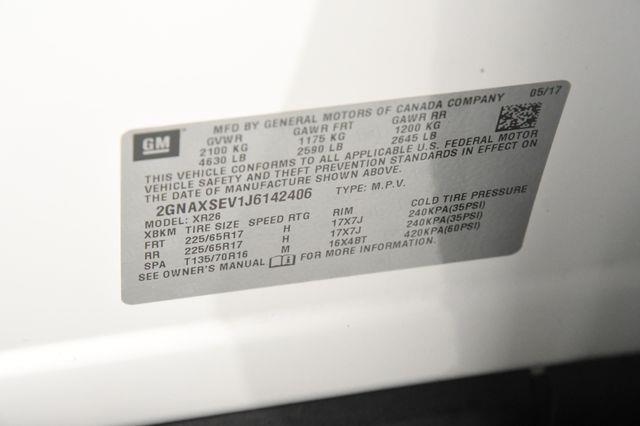 05/17
GM
MFD BY GENERAL MOTORS OF CANADA COMPANY
GVWR GAWR FRT GAWR RR
2100 KG 1175 KG 1200 KG
4630 LB 2590 LB 2645 LB
THIS VEHICLE CONFORMS TO ALL APPLICABLE U.S. FEDERAL MOTOR
VEHICLE SAFETY AND THEFT PREVENTION STANDARDS IN EFFECT ON
THE DATE OF MANUFACTURE SHOWN ABOVE.
2GNAXSEV1J6142406 TYPE: M.P.V.
MODEL: XR26
XBKM TIRE SIZE SPEED RTG RIM COLD TIRE PRESSURE
FRT 225/65R17 H 17X7J 240KPA(35PSI)
RR 225/65R17 H 17X7J 240KPA(35PSI)
SPA T135/70R16 M 16X4BT 420KPA(60PSI)
SEE OWNER'S MANUAL FOR MORE INFORMATION.